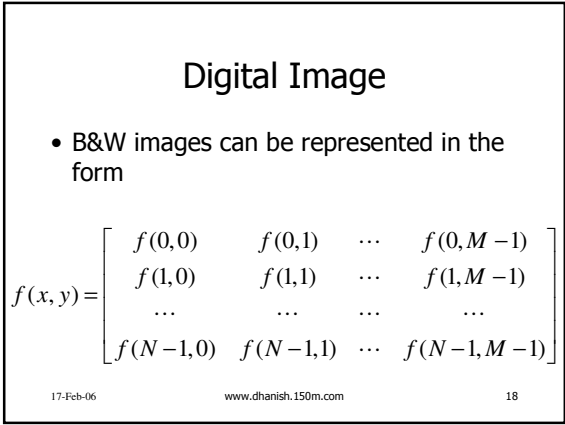 Digital Image
• B&W images can be represented in the
form
f(0,0) f(0,1) ⋯ f(0,M−1)
f(1,0) f(1,1) ⋯ f(1,M−1)
f(x,y)=
⋯ ⋯ ⋯ ⋯
f(N−1,0) f(N−1,1) ⋯ f(N−1,M−1)
17-Feb-06 www.dhanish.150m.com 18